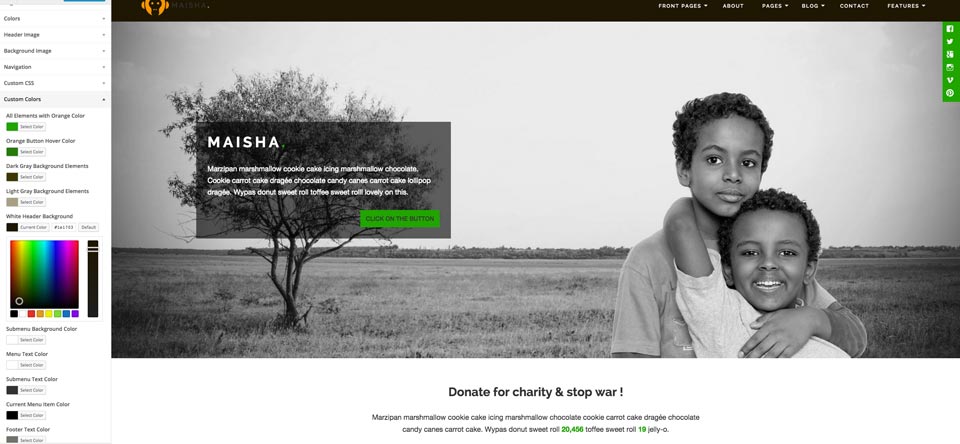 Colors
Header Image
Background Image
Navigation
Custom CSS
Custom Colors
All Elements with Orange Color
Select Color
Orange Button Hover Color
Select Color
Dark Gray Background Elements
Select Color
Light Gray Background Elements
Select Color
White Header Background
Current Color #1e1703 Default
Submenu Background Color
Select Color
Menu Text Color
Select Color
Submenu Text Color
Select Color
Current Menu Item Color
Select Color
Footer Text Color
Select Color
MAISHA. FRONT PAGES ABOUT PAGES BLOG CONTACT FEATURES
MAISHA.
Marzipan marshmallow cookie cake icing marshmallow chocolate.
Cookie carrot cake dragée chocolate candy canes carrot cake lollipop
dragée. Wypas donut sweet roll toffee sweet rolll lovely on this.
CLICK ON THE BUTTON
Donate for charity & stop war !
Marzipan marshmallow cookie cake icing marshmallow chocolate cookie carrot cake dragée chocolate
candy canes carrot cake. Wypas donut sweet roll 20,456 toffee sweet roll 19 jelly-o.